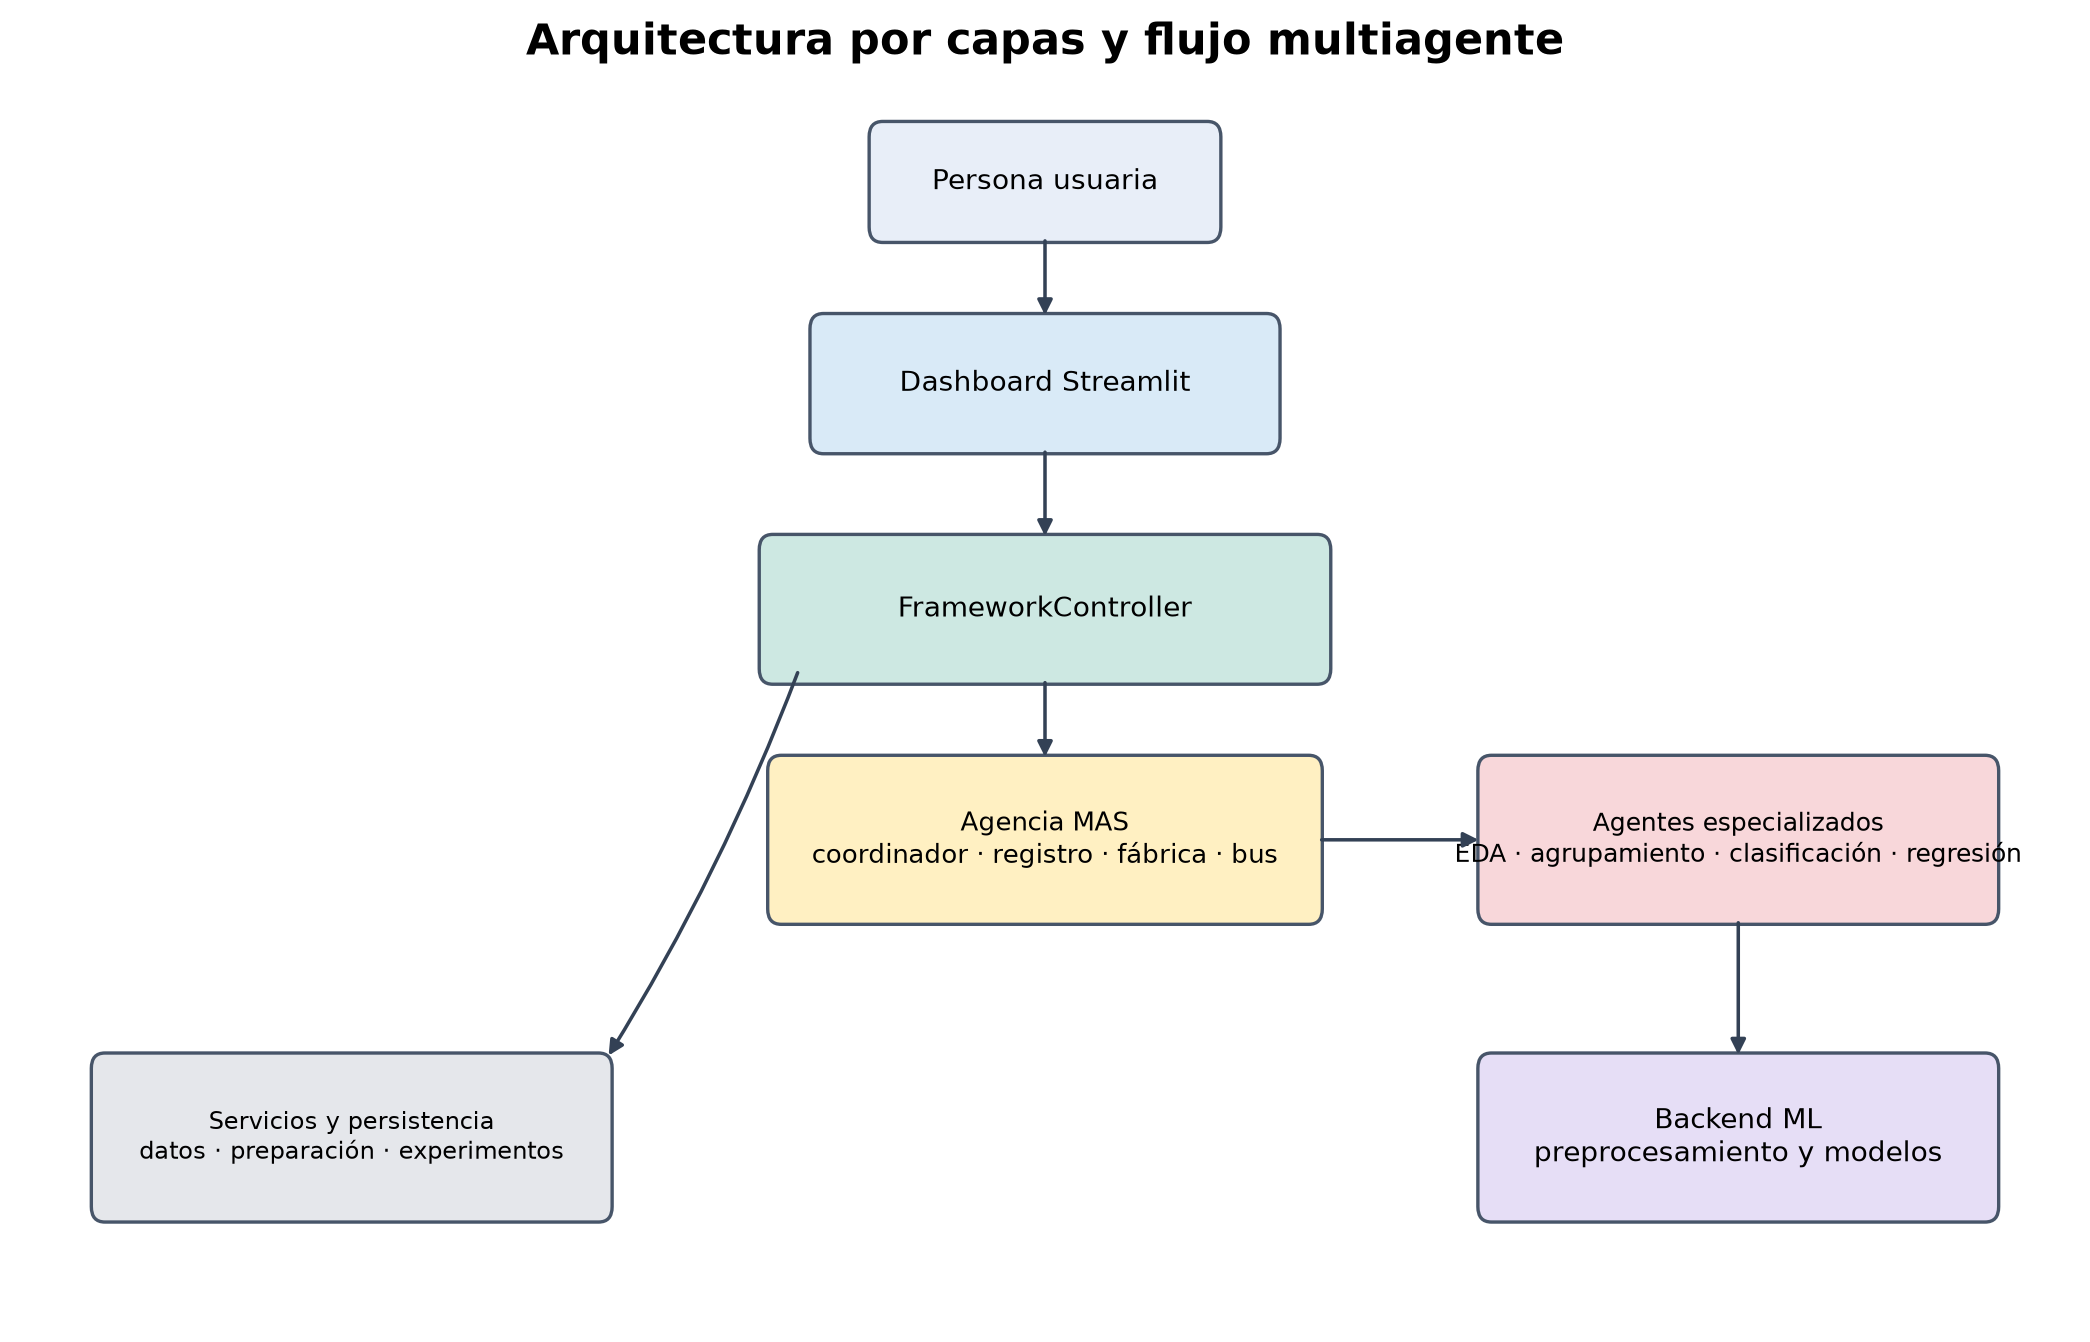 Arquitectura por capas y flujo multiagente
Persona usuaria
Dashboard Streamlit
FrameworkController
Agencia MAS
coordinador · registro · fábrica · bus
Agentes especializados
EDA · agrupamiento · clasificación · regresión
Servicios y persistencia
datos · preparación · experimentos
Backend ML
preprocesamiento y modelos